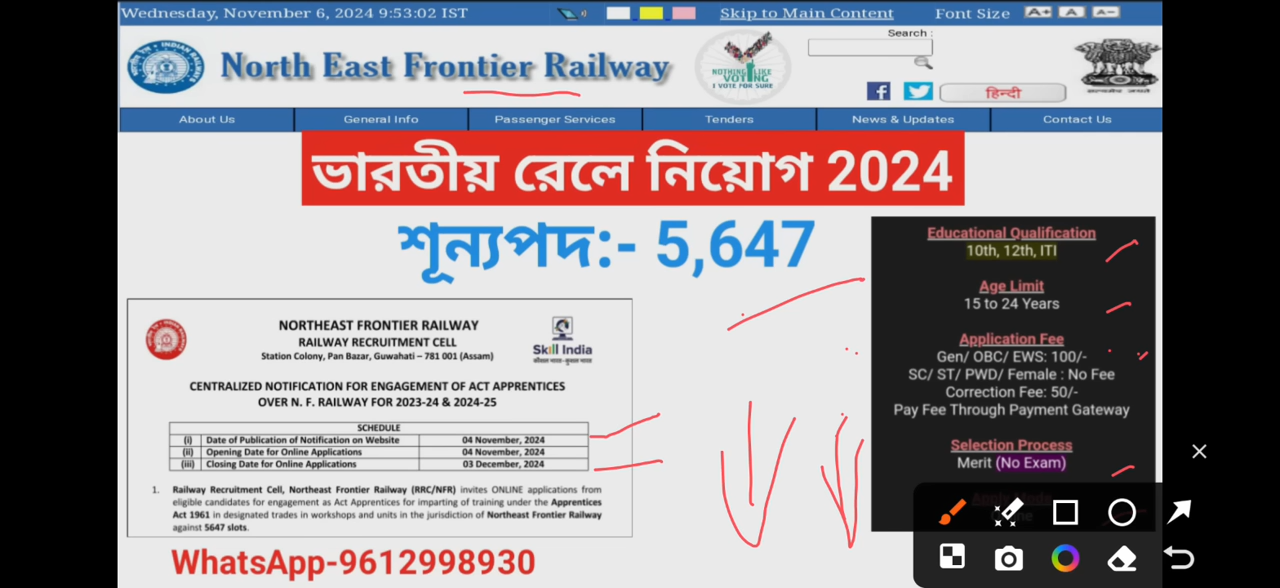 Wednesday, November 6, 2024 9:53:02 IST
Skip to Main Content
Font Size A+ A A-
North East Frontier Railway
NOTHING LIKE
VOTING
I VOTE FOR SURE
Search :
हिन्दी
About Us
General Info
Passenger Services
Tenders
News & Updates
Contact Us
ভারতীয় রেলে নিয়োগ 2024
শূন্যপদ:- 5,647
NORTHEAST FRONTIER RAILWAY
RAILWAY RECRUITMENT CELL
Station Colony, Pan Bazar, Guwahati – 781 001 (Assam)
Skill India
कौशल भारत-कुशल भारत
CENTRALIZED NOTIFICATION FOR ENGAGEMENT OF ACT APPRENTICES
OVER N. F. RAILWAY FOR 2023-24 & 2024-25
SCHEDULE
(i) Date of Publication of Notification on Website 04 November, 2024
(ii) Opening Date for Online Applications 04 November, 2024
(iii) Closing Date for Online Applications 03 December, 2024
1. Railway Recruitment Cell, Northeast Frontier Railway (RRC/NFR) invites ONLINE applications from
eligible candidates for engagement as Act Apprentices for imparting of training under the Apprentices
Act 1961 in designated trades in workshops and units in the jurisdiction of Northeast Frontier Railway
against 5647 slots.
WhatsApp-9612998930
Educational Qualification
10th, 12th, ITI
Age Limit
15 to 24 Years
Application Fee
Gen/ OBC/ EWS: 100/-
SC/ ST/ PWD/ Female : No Fee
Correction Fee: 50/-
Pay Fee Through Payment Gateway
Selection Process
Merit (No Exam)